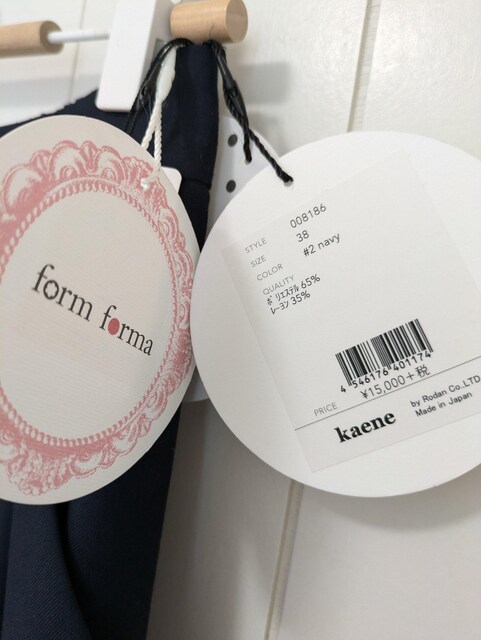 form forma
STYLE 008186
SIZE 38
COLOR #2 navy
QUALITY
ポリエステル 65%
レーヨン 35%
4 546176 401174
PRICE ¥15,000+税
kaene
by Rodan Co.,LTD
Made in Japan